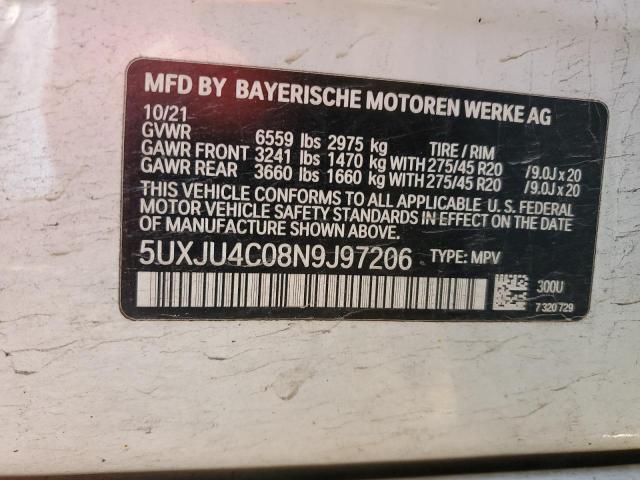 MFD BY BAYERISCHE MOTOREN WERKE AG
10/21
GVWR 6559 lbs 2975 kg TIRE / RIM
GAWR FRONT 3241 lbs 1470 kg WITH 275/45 R20 / 9.0J x 20
GAWR REAR 3660 lbs 1660 kg WITH 275/45 R20 / 9.0J x 20
THIS VEHICLE CONFORMS TO ALL APPLICABLE U.S. FEDERAL
MOTOR VEHICLE SAFETY STANDARDS IN EFFECT ON THE DATE
OF MANUFACTURE SHOWN ABOVE.
5UXJU4C08N9J97206 TYPE: MPV
300U
7 320 729